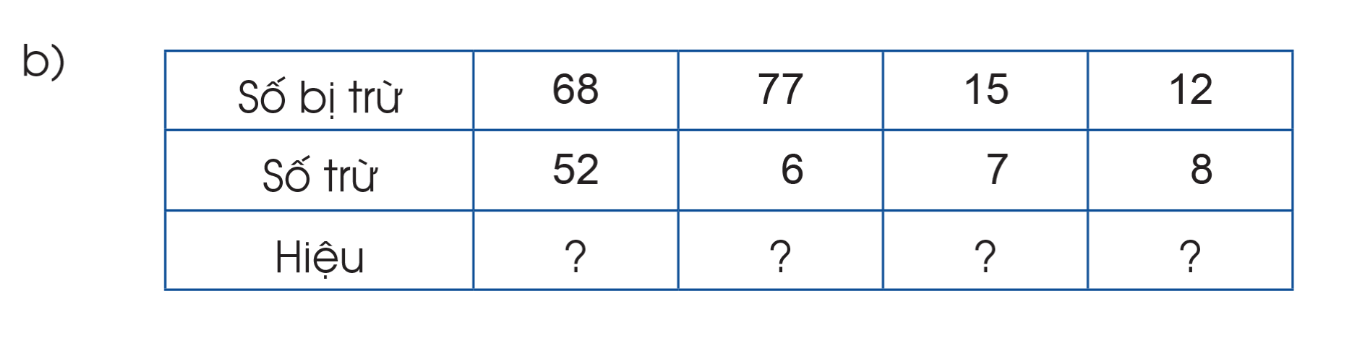 b)
Số bị trừ 68 77 15 12
Số trừ 52 6 7 8
Hiệu ? ? ? ?